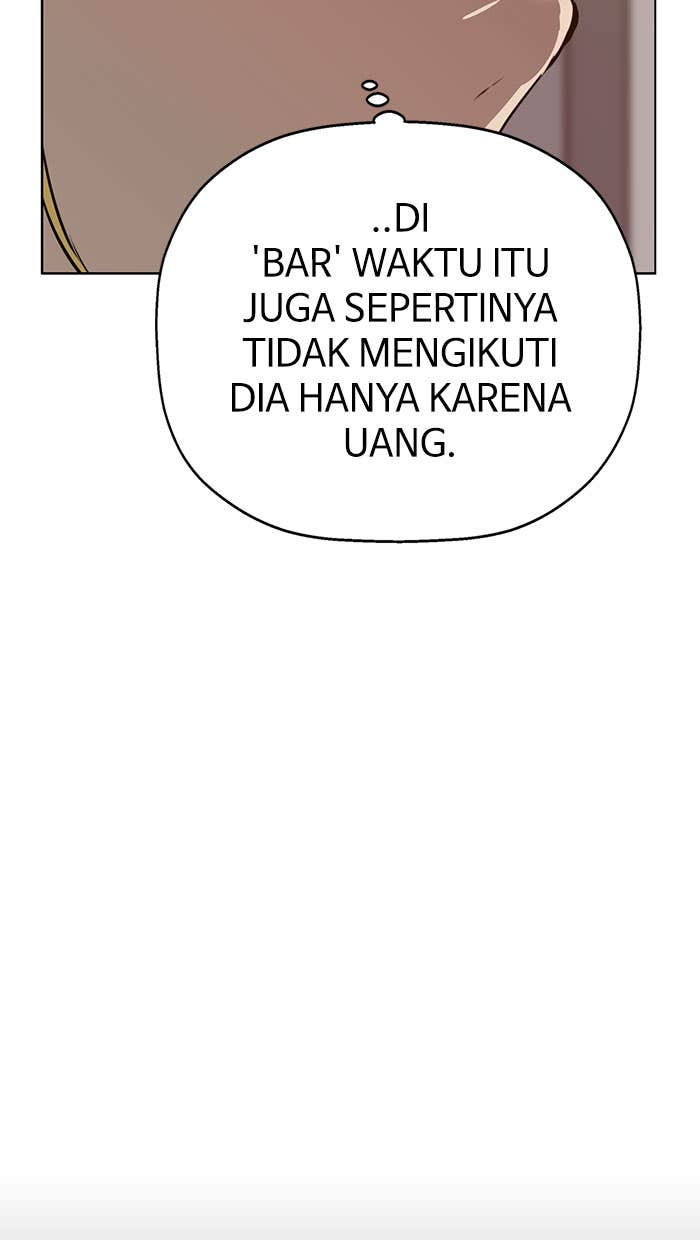 ..DI
'BAR' WAKTU ITU
JUGA SEPERTINYA
TIDAK MENGIKUTI
DIA HANYA KARENA
UANG.